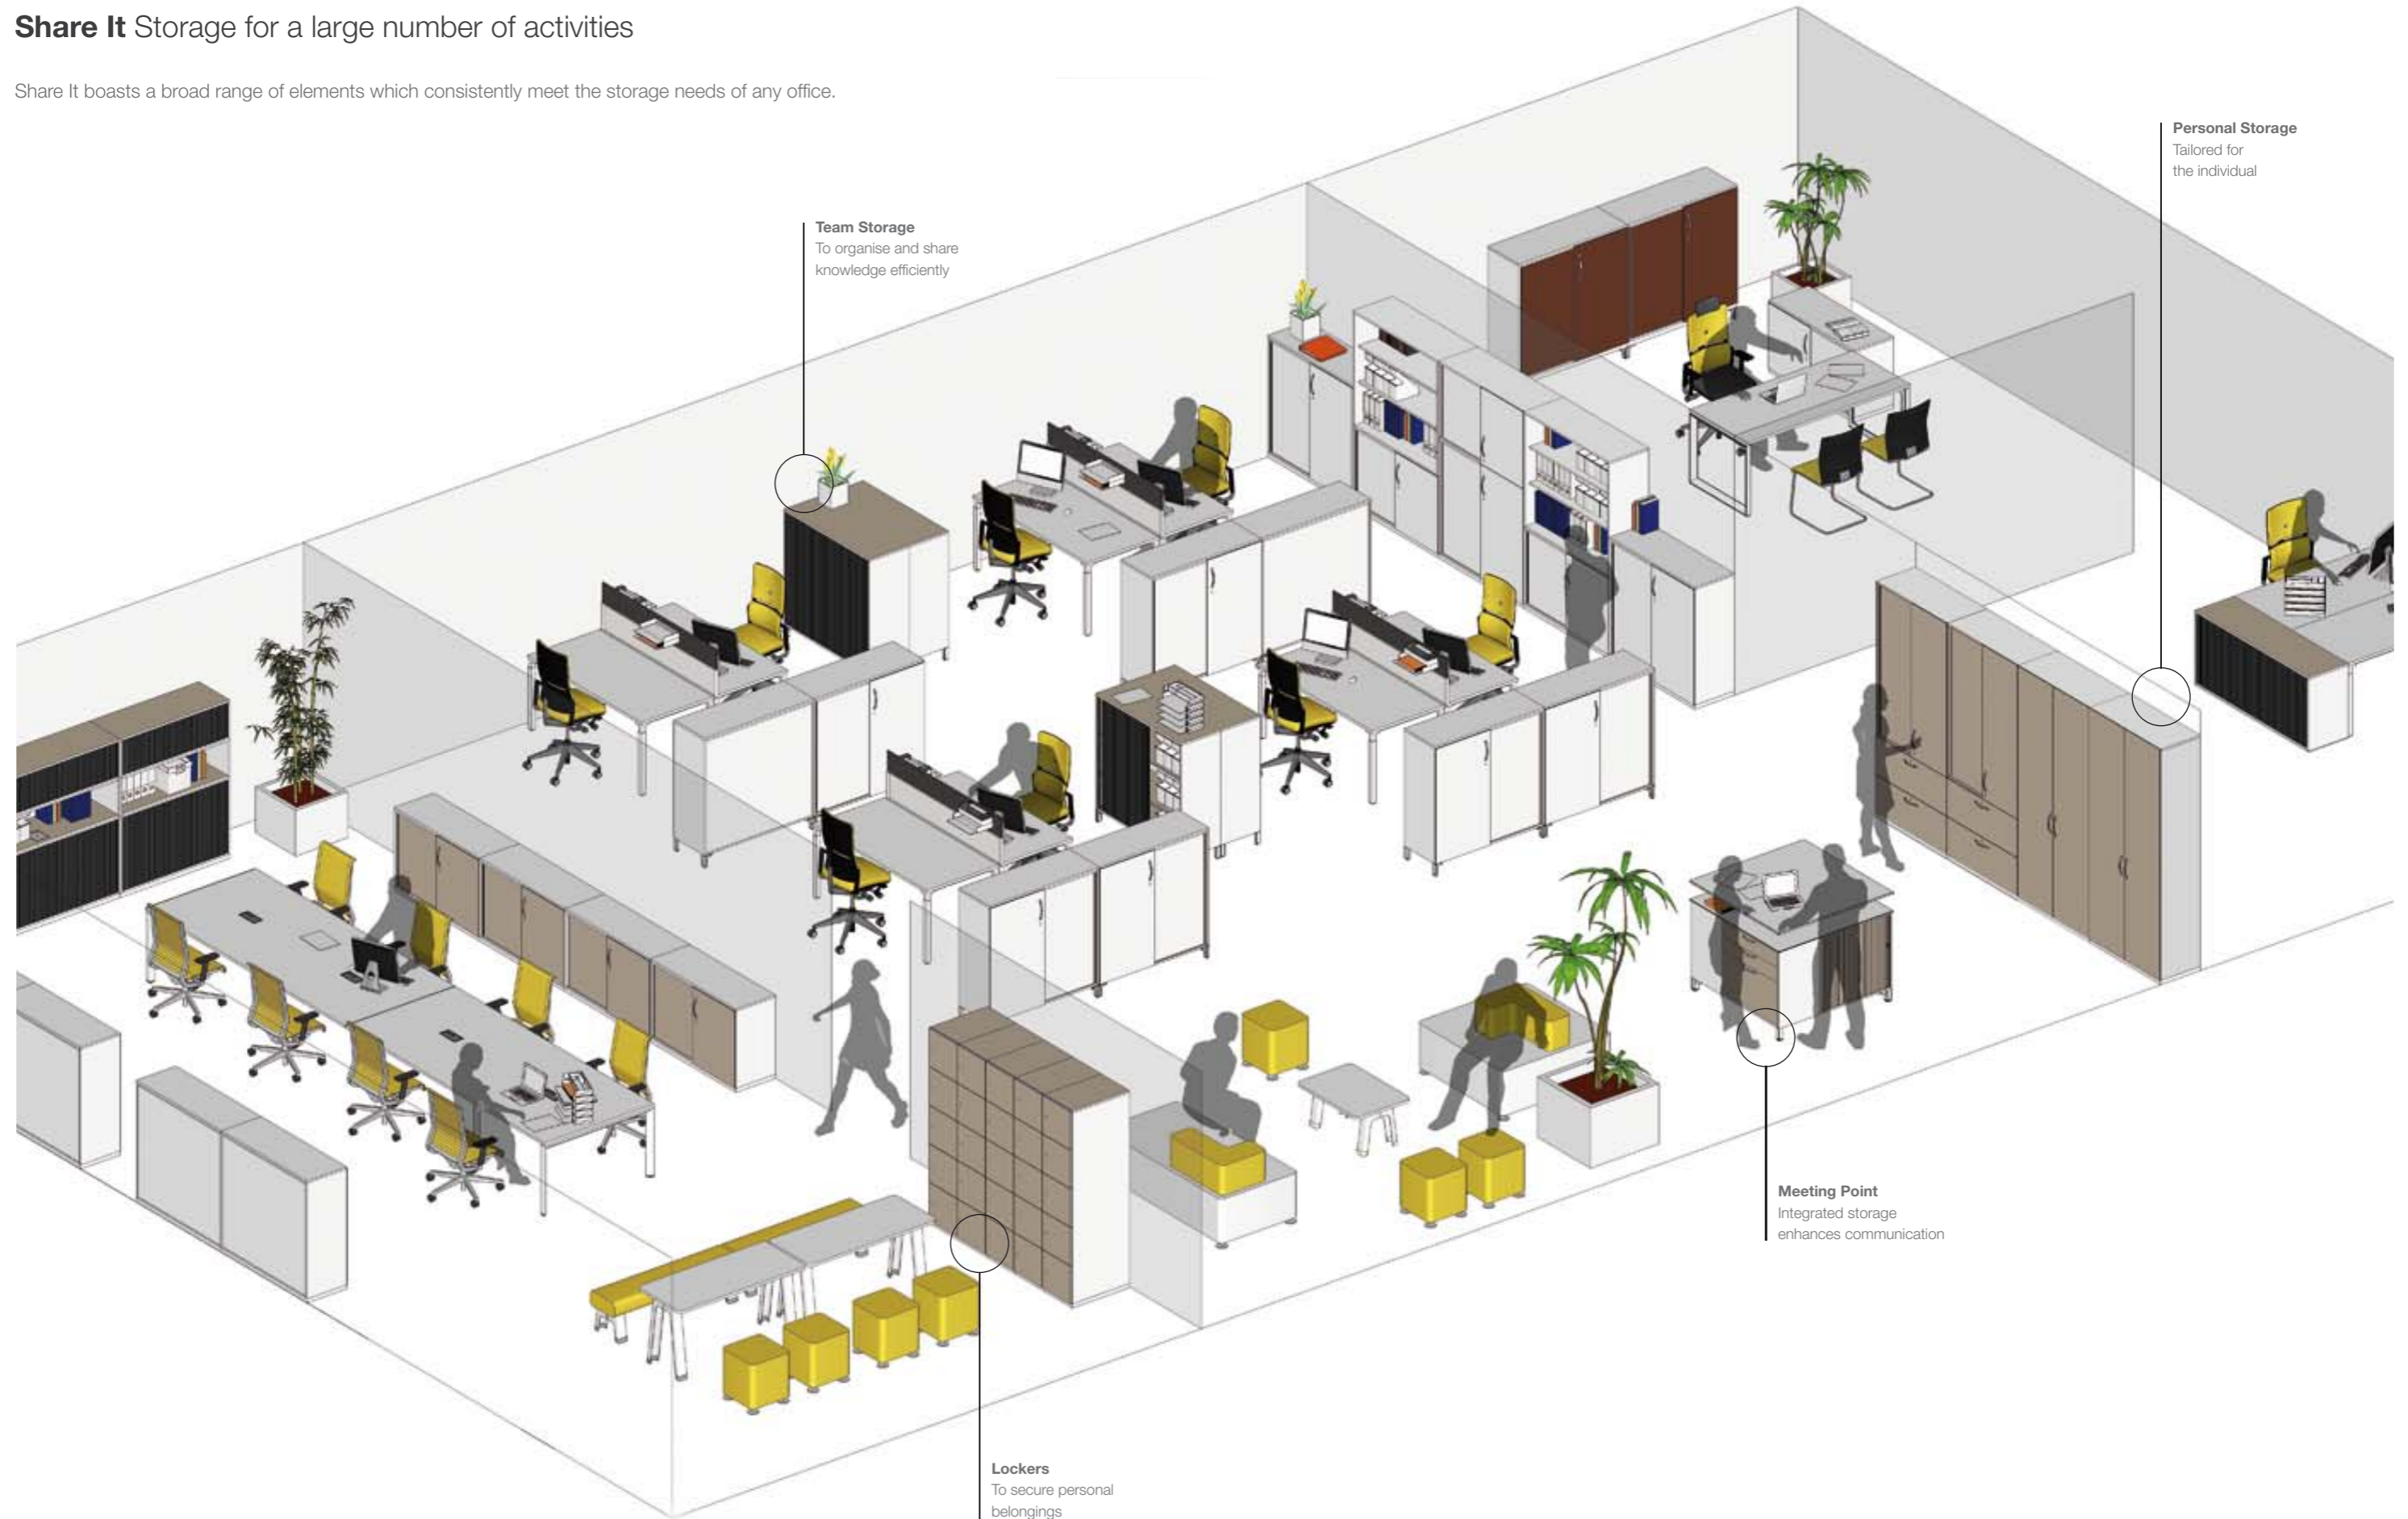 Share It Storage for a large number of activities
Share It boasts a broad range of elements which consistently meet the storage needs of any office.
Personal Storage
Tailored for
the individual
Team Storage
To organise and share
knowledge efficiently
Meeting Point
Integrated storage
enhances communication
Lockers
To secure personal
belongings